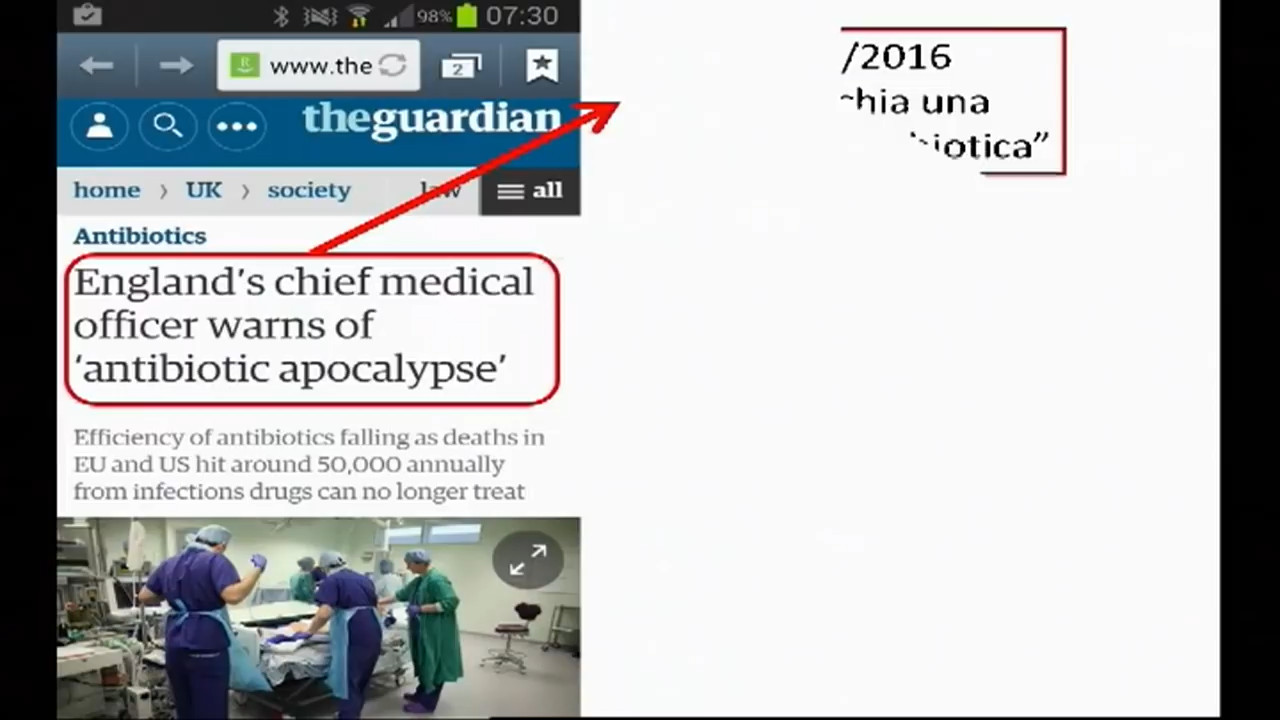 98% 07:30
www.the
2
theguardian
home > UK > society law all
Antibiotics
England's chief medical
officer warns of
'antibiotic apocalypse'
Efficiency of antibiotics falling as deaths in
EU and US hit around 50,000 annually
from infections drugs can no longer treat
/2016
una